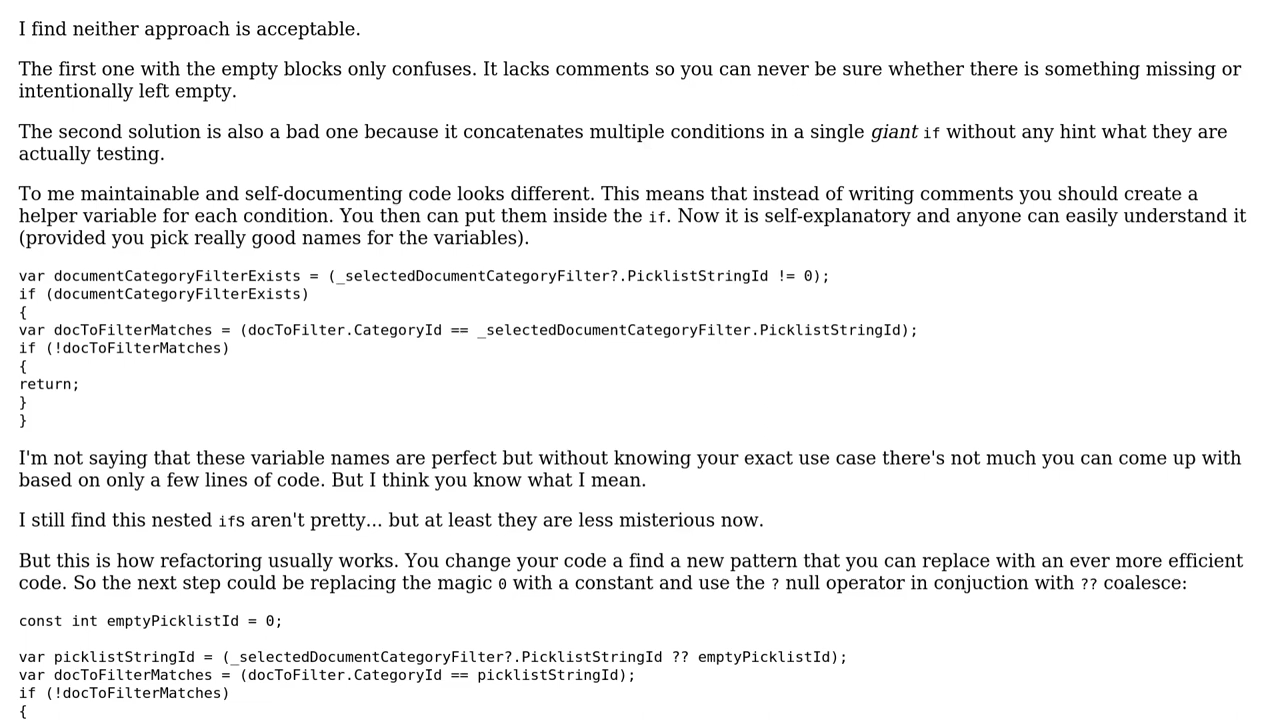 I find neither approach is acceptable.
The first one with the empty blocks only confuses. It lacks comments so you can never be sure whether there is something missing or
intentionally left empty.
The second solution is also a bad one because it concatenates multiple conditions in a single giant if without any hint what they are
actually testing.
To me maintainable and self-documenting code looks different. This means that instead of writing comments you should create a
helper variable for each condition. You then can put them inside the if. Now it is self-explanatory and anyone can easily understand it
(provided you pick really good names for the variables).
var documentCategoryFilterExists = (_selectedDocumentCategoryFilter?.PicklistStringId != 0);
if (documentCategoryFilterExists)
{
var docToFilterMatches = (docToFilter.CategoryId == _selectedDocumentCategoryFilter.PicklistStringId);
if (!docToFilterMatches)
{
return;
}
}
I'm not saying that these variable names are perfect but without knowing your exact use case there's not much you can come up with
based on only a few lines of code. But I think you know what I mean.
I still find this nested ifs aren't pretty... but at least they are less misterious now.
But this is how refactoring usually works. You change your code a find a new pattern that you can replace with an ever more efficient
code. So the next step could be replacing the magic 0 with a constant and use the ? null operator in conjuction with ?? coalesce:
const int emptyPicklistId = 0;
var picklistStringId = (_selectedDocumentCategoryFilter?.PicklistStringId ?? emptyPicklistId);
var docToFilterMatches = (docToFilter.CategoryId == picklistStringId);
if (!docToFilterMatches)
{